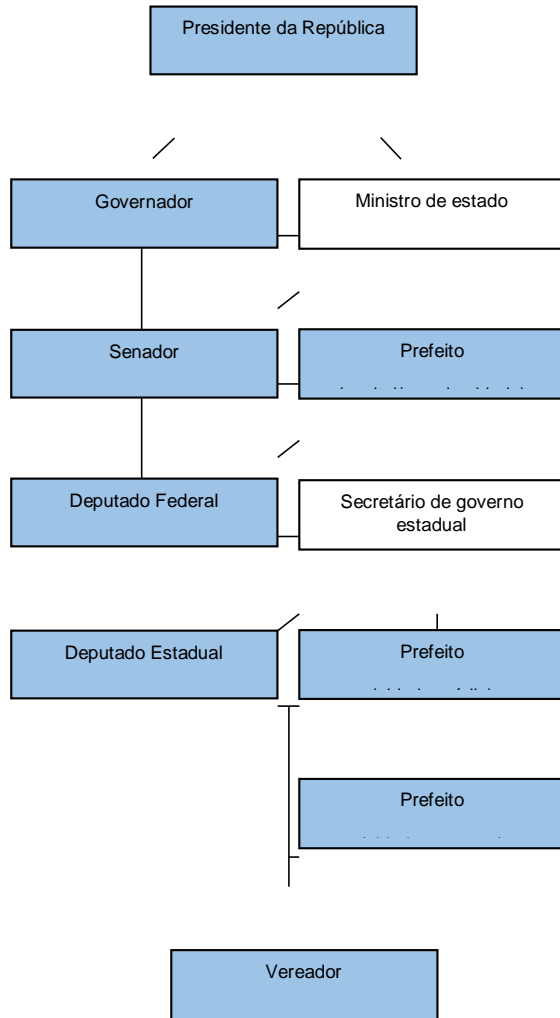 Presidente da República
Governador
Ministro de estado
Senador
Prefeito
Deputado Federal
Secretário de governo
estadual
Deputado Estadual
Prefeito
Prefeito
Vereador